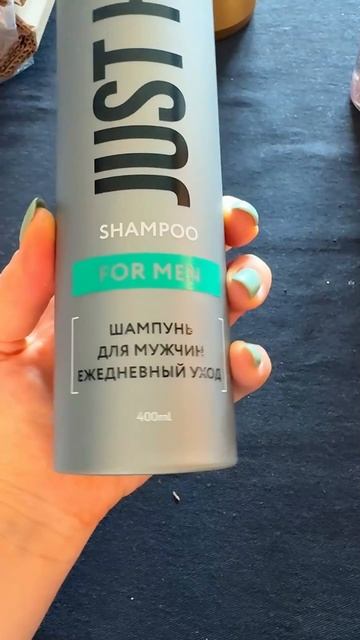 JUST
SHAMPOO
FOR MEN
ШАМПУНЬ
ДЛЯ МУЖЧИН
ЕЖЕДНЕВНЫЙ УХОД
400ml